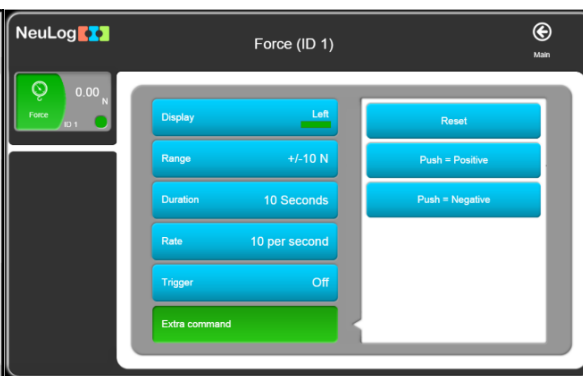 NeuLog
Force (ID 1)
Main
0.00 N
Force
ID 1
Display Left
Range +/-10 N
Duration 10 Seconds
Rate 10 per second
Trigger Off
Extra command
Reset
Push = Positive
Push = Negative